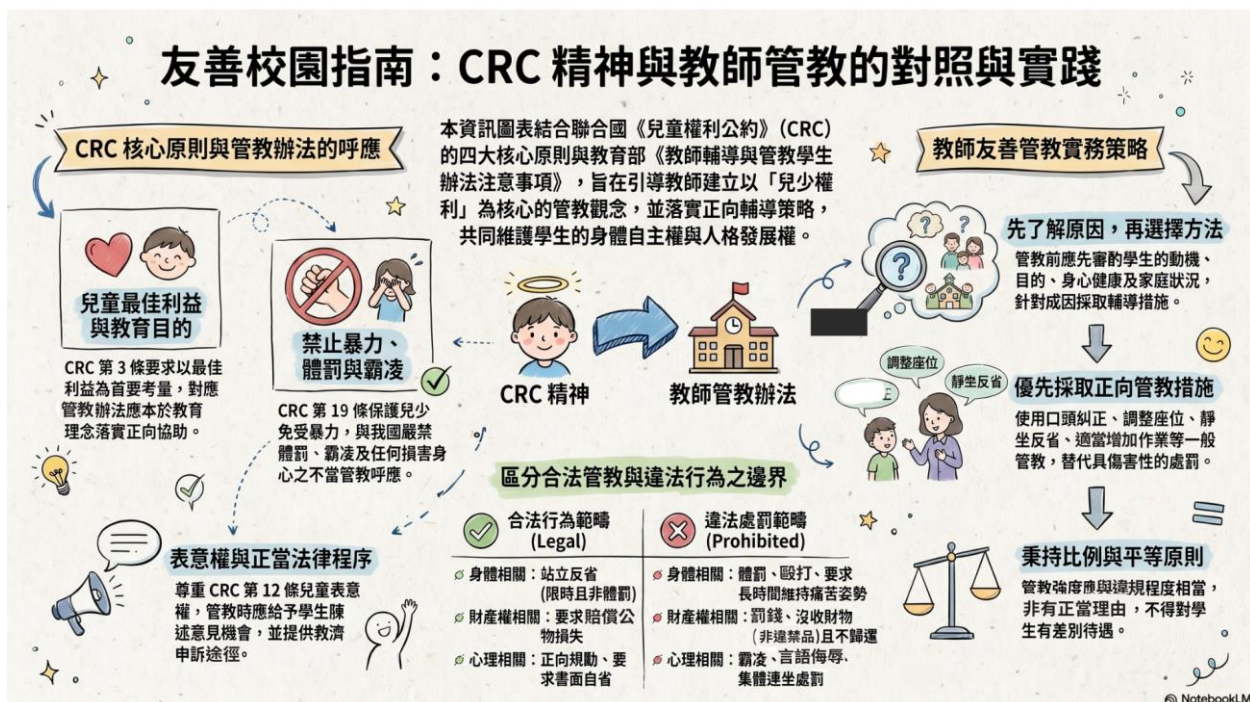 友善校園指南：CRC 精神與教師管教的對照與實踐
CRC 核心原則與管教辦法的呼應
兒童最佳利益
與教育目的
CRC 第 3 條要求以最佳
利益為首要考量，對應
管教辦法應本於教育
理念落實正向協助。
禁止暴力、
體罰與霸凌
CRC 第 19 條保護兒少
免受暴力，與我國嚴禁
體罰、霸凌及任何損害身
心之不當管教呼應。
表意權與正當法律程序
尊重 CRC 第 12 條兒童表意
權，管教時應給予學生陳
述意見機會，並提供救濟
申訴途徑。
本資訊圖表結合聯合國《兒童權利公約》(CRC)
的四大核心原則與教育部《教師輔導與管教學生
辦法注意事項》，旨在引導教師建立以「兒少權
利」為核心的管教觀念，並落實正向輔導策略，
共同維護學生的身體自主權與人格發展權。
CRC 精神
教師管教辦法
區分合法管教與違法行為之邊界
合法行為範疇
(Legal)
違法處罰範疇
(Prohibited)
身體相關：站立反省
(限時且非體罰)
身體相關：體罰、毆打、要求
長時間維持痛苦姿勢
財產權相關：要求賠償公
物損失
財產權相關：罰錢、沒收財物
(非違禁品)且不歸還
心理相關：正向規勸、要
求書面自省
心理相關：霸凌、言語侮辱、
集體連坐處罰
教師友善管教實務策略
先了解原因，再選擇方法
管教前應先審酌學生的動機、
目的、身心健康及家庭狀況，
針對成因採取輔導措施。
調整座位
靜坐反省
正
優先採取正向管教措施
使用口頭糾正、調整座位、靜
坐反省、適當增加作業等一般
管教，替代具傷害性的處罰。
秉持比例與平等原則
管教強度應與違規程度相當，
非有正當理由，不得對學
生有差別待遇。
NotebookLM